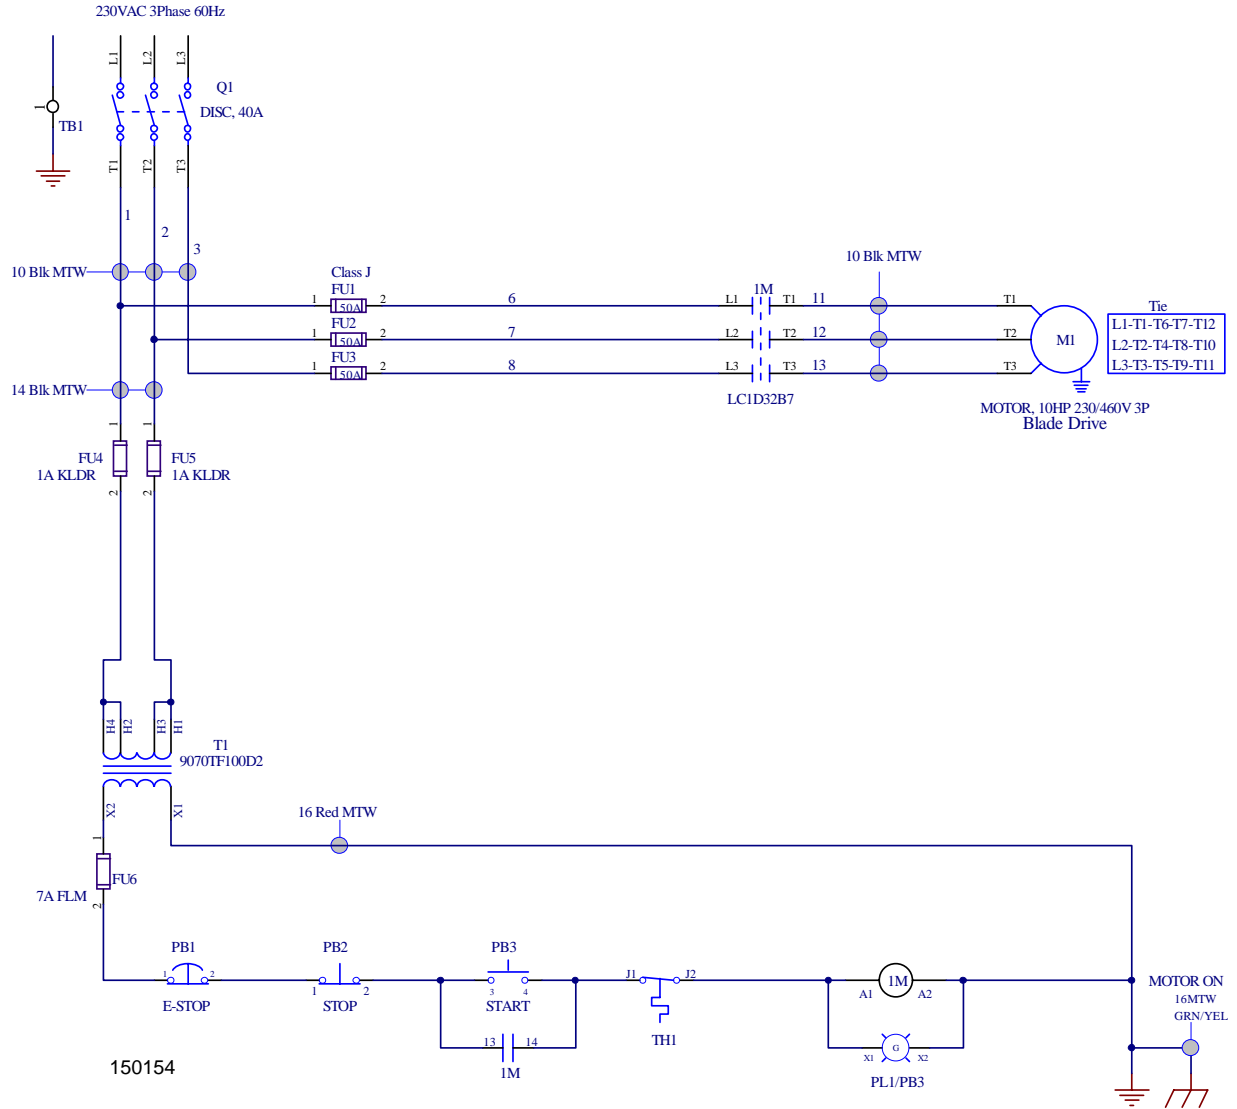 230VAC 3Phase 60Hz
L1
L2
L3
Q1
DISC, 40A
1
TB1
T1
T2
T3
1
2
3
10 Blk MTW
10 Blk MTW
Class J
FU1
1
50A
2
6
L1
1M
T1
11
T1
FU2
1
50A
2
7
L2
T2
12
T2
M1
FU3
1
50A
2
8
L3
T3
13
T3
LC1D32B7
Tie
L1-T1-T6-T7-T12
L2-T2-T4-T8-T10
L3-T3-T5-T9-T11
MOTOR, 10HP 230/460V 3P
Blade Drive
14 Blk MTW
1
1
FU4
1A KLDR
FU5
1A KLDR
2
2
H4
H2
H3
H1
T1
9070TF100D2
X2
X1
16 Red MTW
1
FU6
7A FLM
2
PB1
1
2
E-STOP
PB2
1
2
STOP
PB3
3
4
START
13
14
1M
J1
J2
TH1
1M
A1
A2
G
X1
X2
PL1/PB3
MOTOR ON
16MTW
GRN/YEL
150154